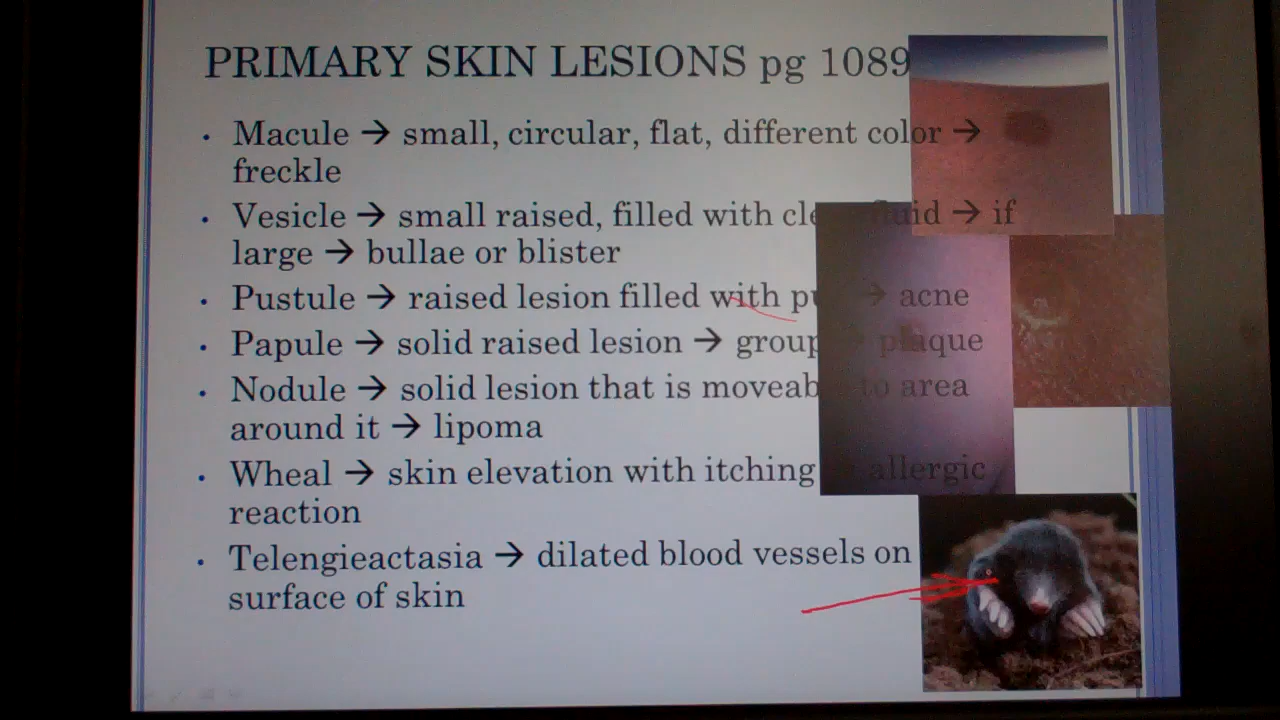 PRIMARY SKIN LESIONS pg 1089
• Macule → small, circular, flat, different color →
freckle
• Vesicle → small raised, filled with clear fluid → if
large → bullae or blister
• Pustule → raised lesion filled with pus → acne
• Papule → solid raised lesion → group → plaque
• Nodule → solid lesion that is moveable to area
around it → lipoma
• Wheal → skin elevation with itching → allergic
reaction
• Telengieactasia → dilated blood vessels on
surface of skin